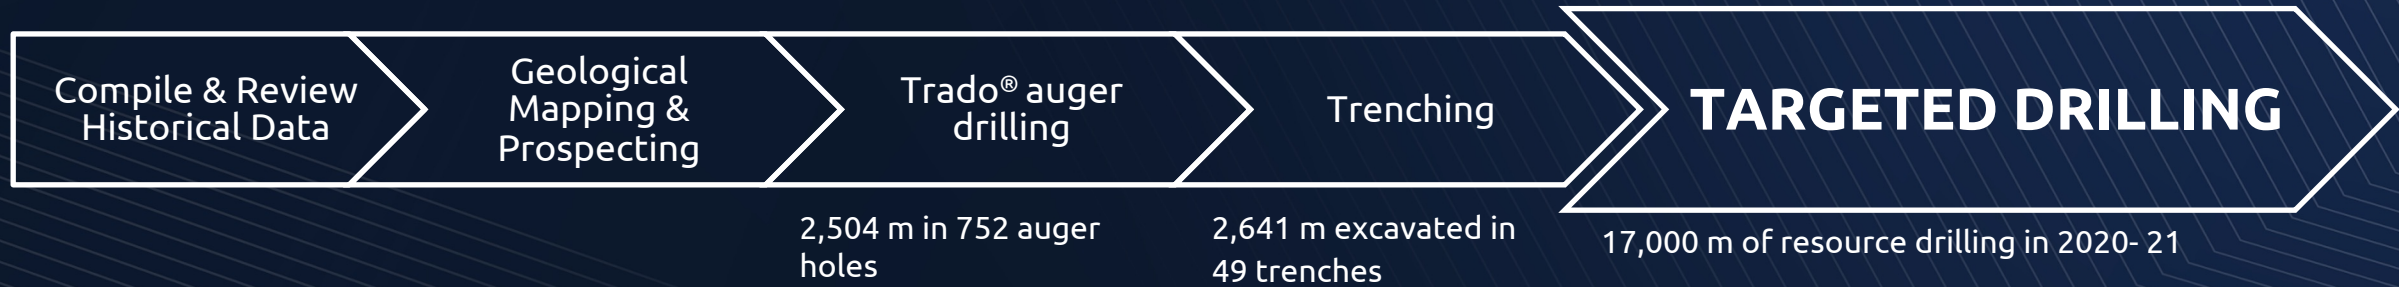 Compile & Review
Historical Data
Geological
Mapping &
Prospecting
Trado® auger
drilling
Trenching
TARGETED DRILLING
2,504 m in 752 auger
holes
2,641 m excavated in
49 trenches
17,000 m of resource drilling in 2020- 21